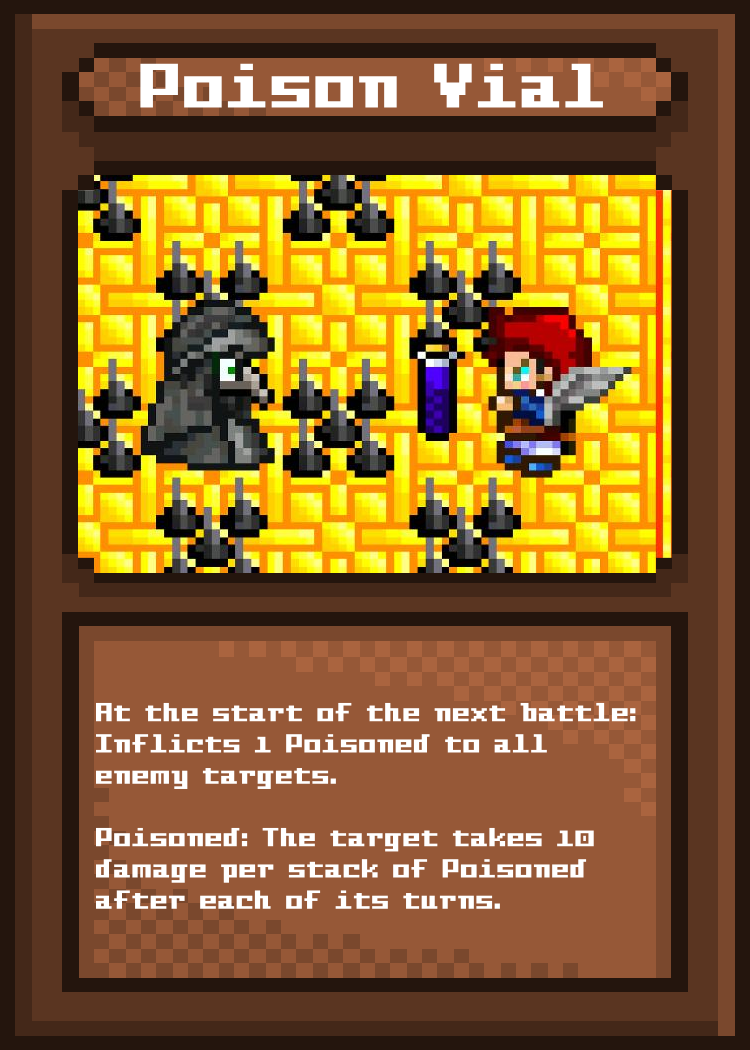 Poison Vial
At the start of the next battle:
Inflicts 1 Poisoned to all
enemy targets.
Poisoned: The target takes 10
damage per stack of Poisoned
after each of its turns.